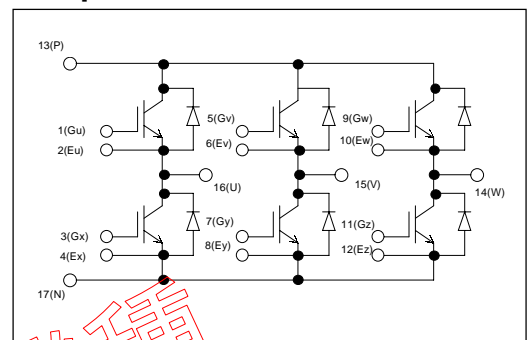 13(P)
1(Gu)
2(Eu)
5(Gv)
6(Ev)
9(Gw)
10(Ew)
16(U)
15(V)
14(W)
3(Gx)
4(Ex)
7(Gy)
8(Ey)
11(Gz)
12(Ez)
17(N)